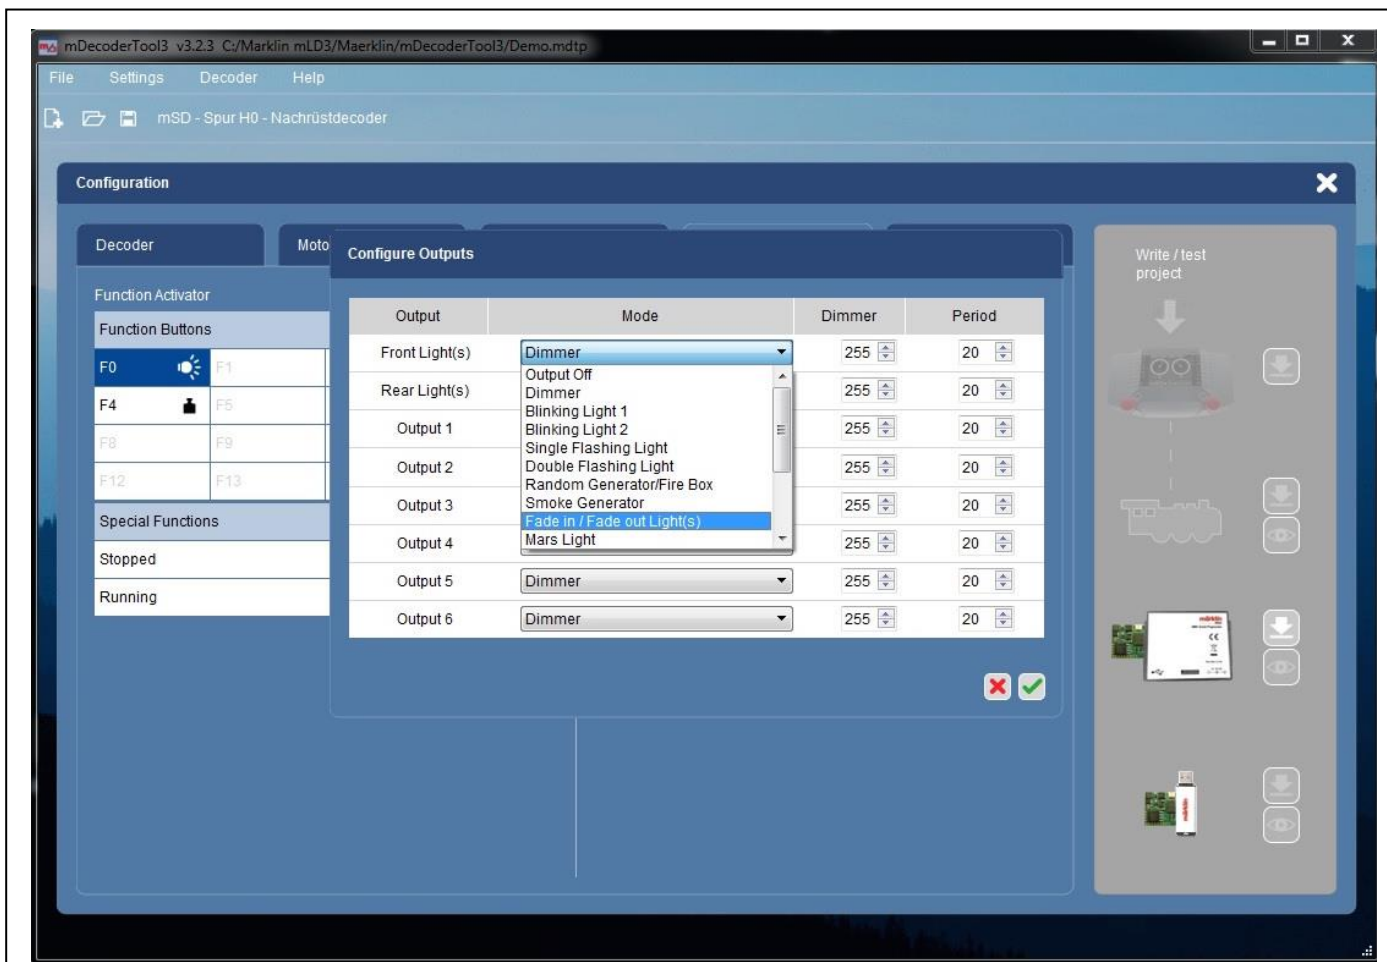 mDecoderTool3 v3.2.3 C:/Marklin mLD3/Maerklin/mDecoderTool3/Demo.mdtp
File Settings Decoder Help
mSD - Spur H0 - Nachrüstdecoder
Configuration
Decoder
Moto
Configure Outputs
Write / test
project
Function Activator
Function Buttons
F0 F1
F4 F5
F8 F9
F12 F13
Special Functions
Stopped
Running
Output Mode Dimmer Period
Front Light(s) Dimmer 255 20
Rear Light(s) 255 20
Output 1 255 20
Output 2 255 20
Output 3 255 20
Output 4 255 20
Output 5 Dimmer 255 20
Output 6 Dimmer 255 20
Output Off
Dimmer
Blinking Light 1
Blinking Light 2
Single Flashing Light
Double Flashing Light
Random Generator/Fire Box
Smoke Generator
Fade in / Fade out Light(s)
Mars Light
märklin
CE
märklin